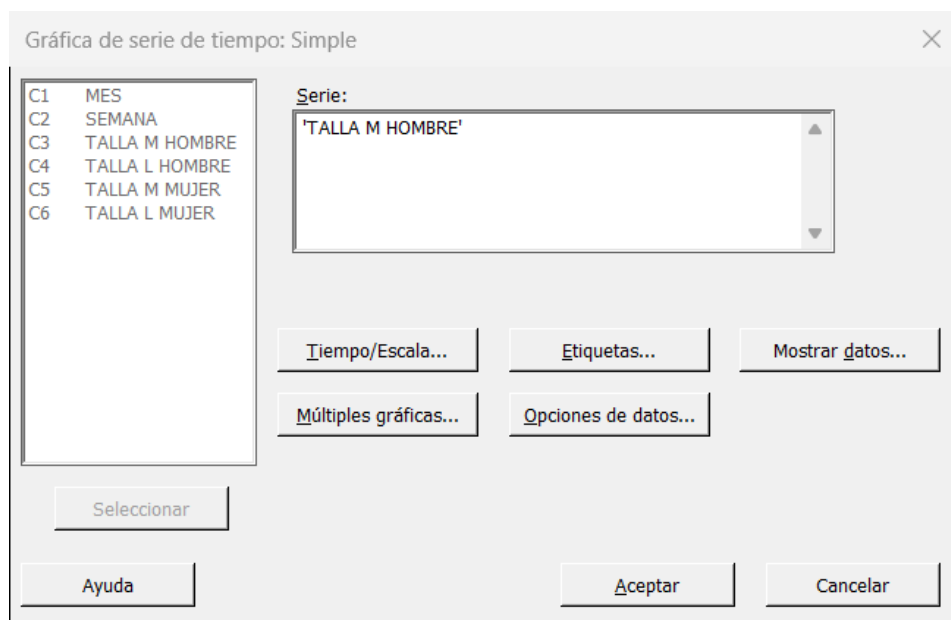 Gráfica de serie de tiempo: Simple
C1 MES
C2 SEMANA
C3 TALLA M HOMBRE
C4 TALLA L HOMBRE
C5 TALLA M MUJER
C6 TALLA L MUJER
Serie:
'TALLA M HOMBRE'
Tiempo/Escala... Etiquetas... Mostrar datos...
Múltiples gráficas... Opciones de datos...
Seleccionar
Ayuda Aceptar Cancelar